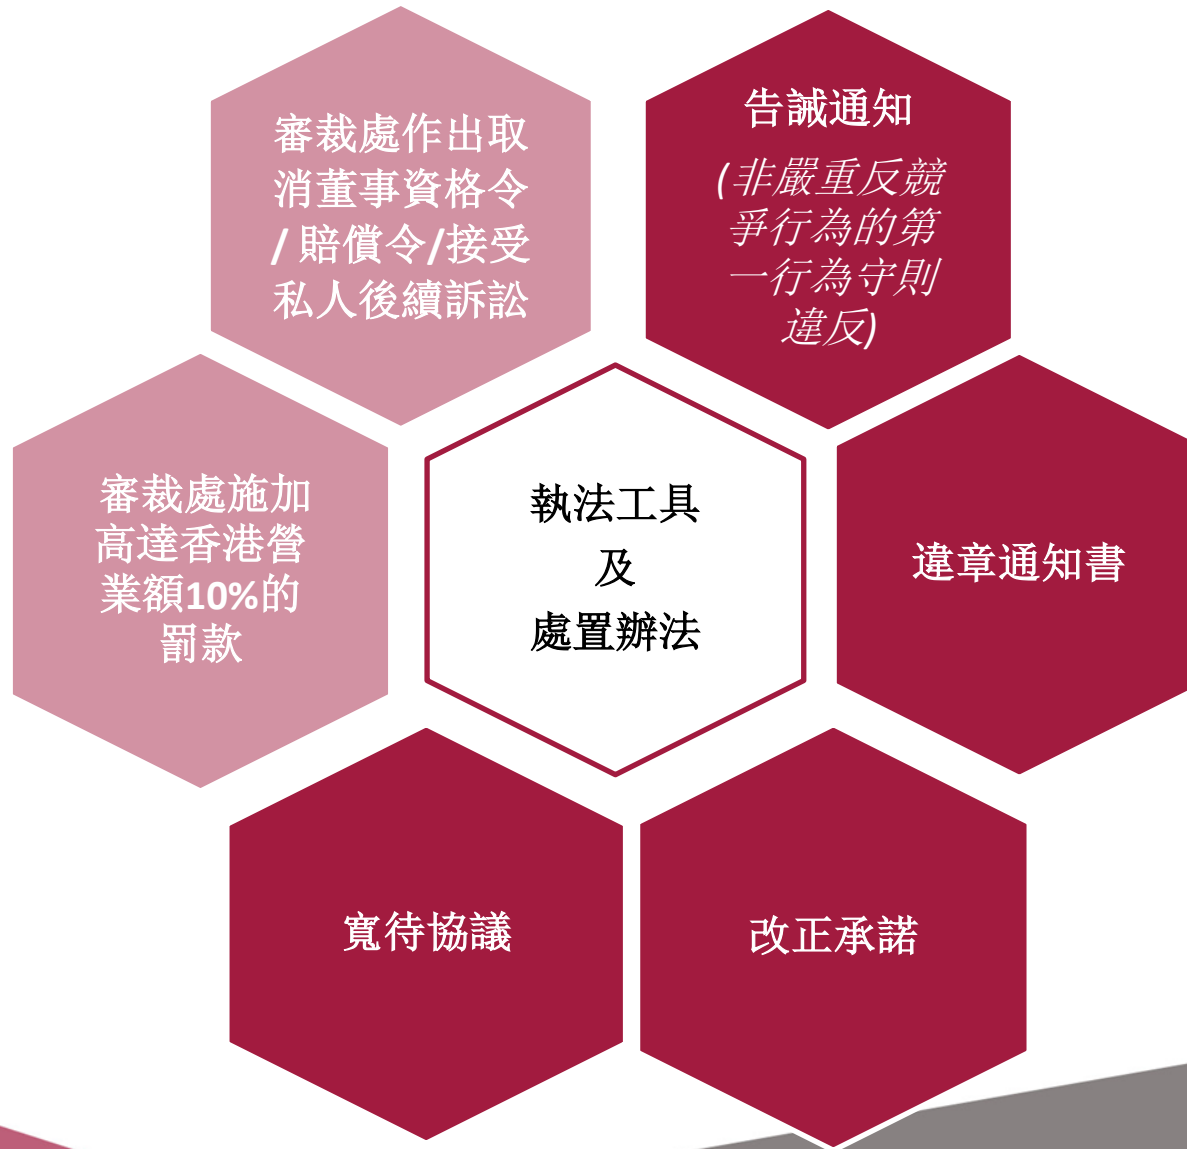 審裁處作出取
消董事資格令
/ 賠償令/接受
私人後續訴訟
告誡通知
(非嚴重反競
爭行為的第
一行為守則
違反)
審裁處施加
高達香港營
業額10%的
罰款
執法工具
及
處置辦法
違章通知書
寬待協議
改正承諾